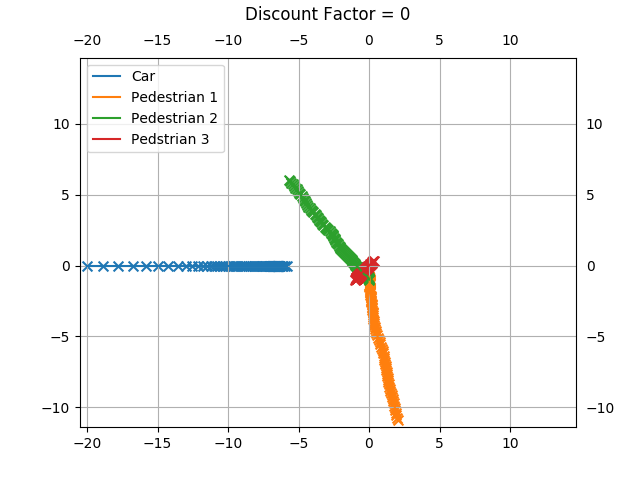 Discount Factor = 0
−20 −15 −10 −5 0 5 10
Car
Pedestrian 1
Pedestrian 2
Pedstrian 3
10 10
5 5
0 0
−5 −5
−10 −10
−20 −15 −10 −5 0 5 10